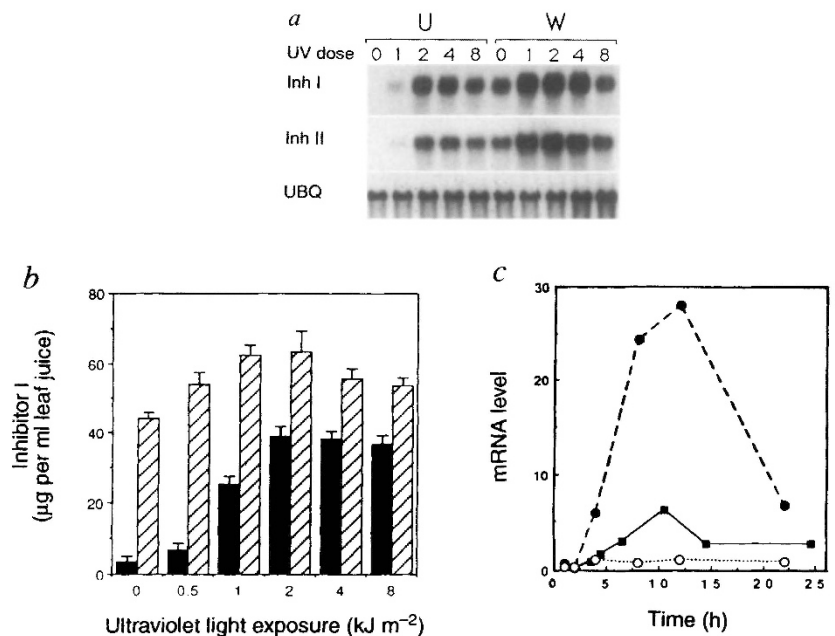 a
U W
UV dose 0 1 2 4 8 0 1 2 4 8
Inh I
Inh II
UBQ
b
80
60
40
20
0
Inhibitor I
(µg per ml leaf juice)
0 0.5 1 2 4 8
Ultraviolet light exposure (kJ m⁻²)
c
30
20
10
0
mRNA level
0 5 10 15 20 25
Time (h)